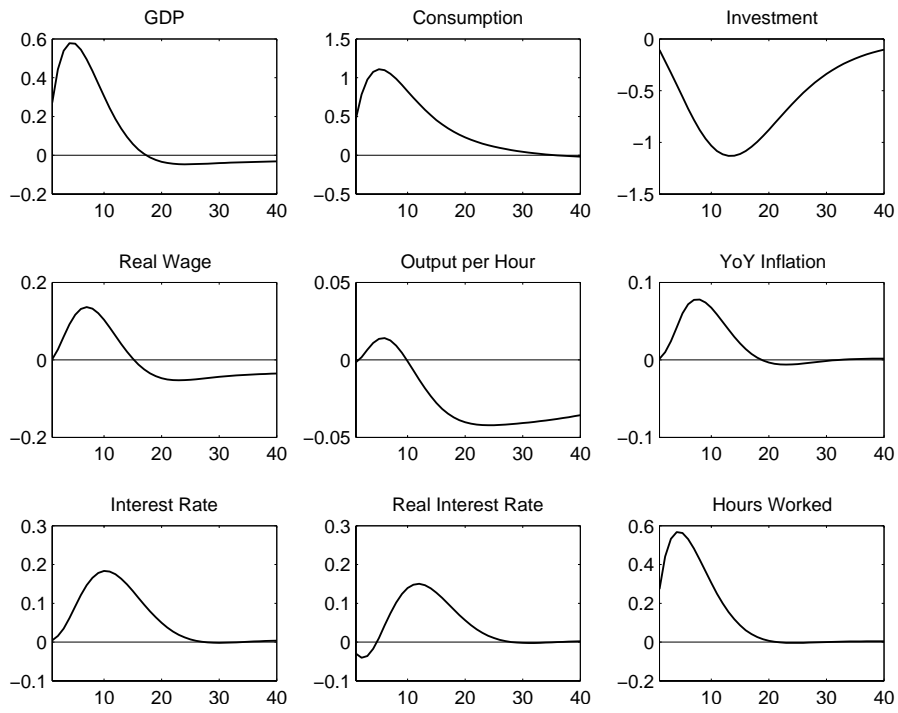 GDP
0.6
0.4
0.2
0
−0.2
10 20 30 40
Consumption
1.5
1
0.5
0
−0.5
10 20 30 40
Investment
0
−0.5
−1
−1.5
10 20 30 40
Real Wage
0.2
0
−0.2
10 20 30 40
Output per Hour
0.05
0
−0.05
10 20 30 40
YoY Inflation
0.1
0
−0.1
10 20 30 40
Interest Rate
0.3
0.2
0.1
0
−0.1
10 20 30 40
Real Interest Rate
0.3
0.2
0.1
0
−0.1
10 20 30 40
Hours Worked
0.6
0.4
0.2
0
−0.2
10 20 30 40